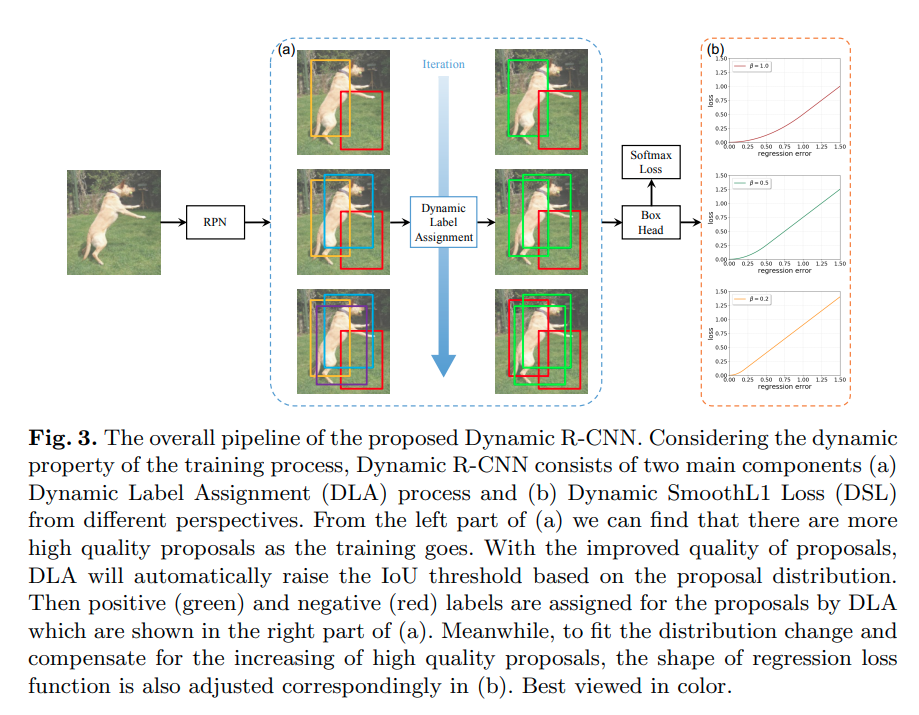 (a)
Iteration
RPN
Dynamic
Label
Assignment
Softmax
Loss
Box
Head
(b)
β = 1.0
loss
1.50
1.25
1.00
0.75
0.50
0.25
0.00
0.00 0.25 0.50 0.75 1.00 1.25 1.50
regression error
β = 0.5
loss
1.50
1.25
1.00
0.75
0.50
0.25
0.00
0.00 0.25 0.50 0.75 1.00 1.25 1.50
regression error
β = 0.2
loss
1.50
1.25
1.00
0.75
0.50
0.25
0.00
0.00 0.25 0.50 0.75 1.00 1.25 1.50
regression error
Fig. 3. The overall pipeline of the proposed Dynamic R-CNN. Considering the dynamic
property of the training process, Dynamic R-CNN consists of two main components (a)
Dynamic Label Assignment (DLA) process and (b) Dynamic SmoothL1 Loss (DSL)
from different perspectives. From the left part of (a) we can find that there are more
high quality proposals as the training goes. With the improved quality of proposals,
DLA will automatically raise the IoU threshold based on the proposal distribution.
Then positive (green) and negative (red) labels are assigned for the proposals by DLA
which are shown in the right part of (a). Meanwhile, to fit the distribution change and
compensate for the increasing of high quality proposals, the shape of regression loss
function is also adjusted correspondingly in (b). Best viewed in color.